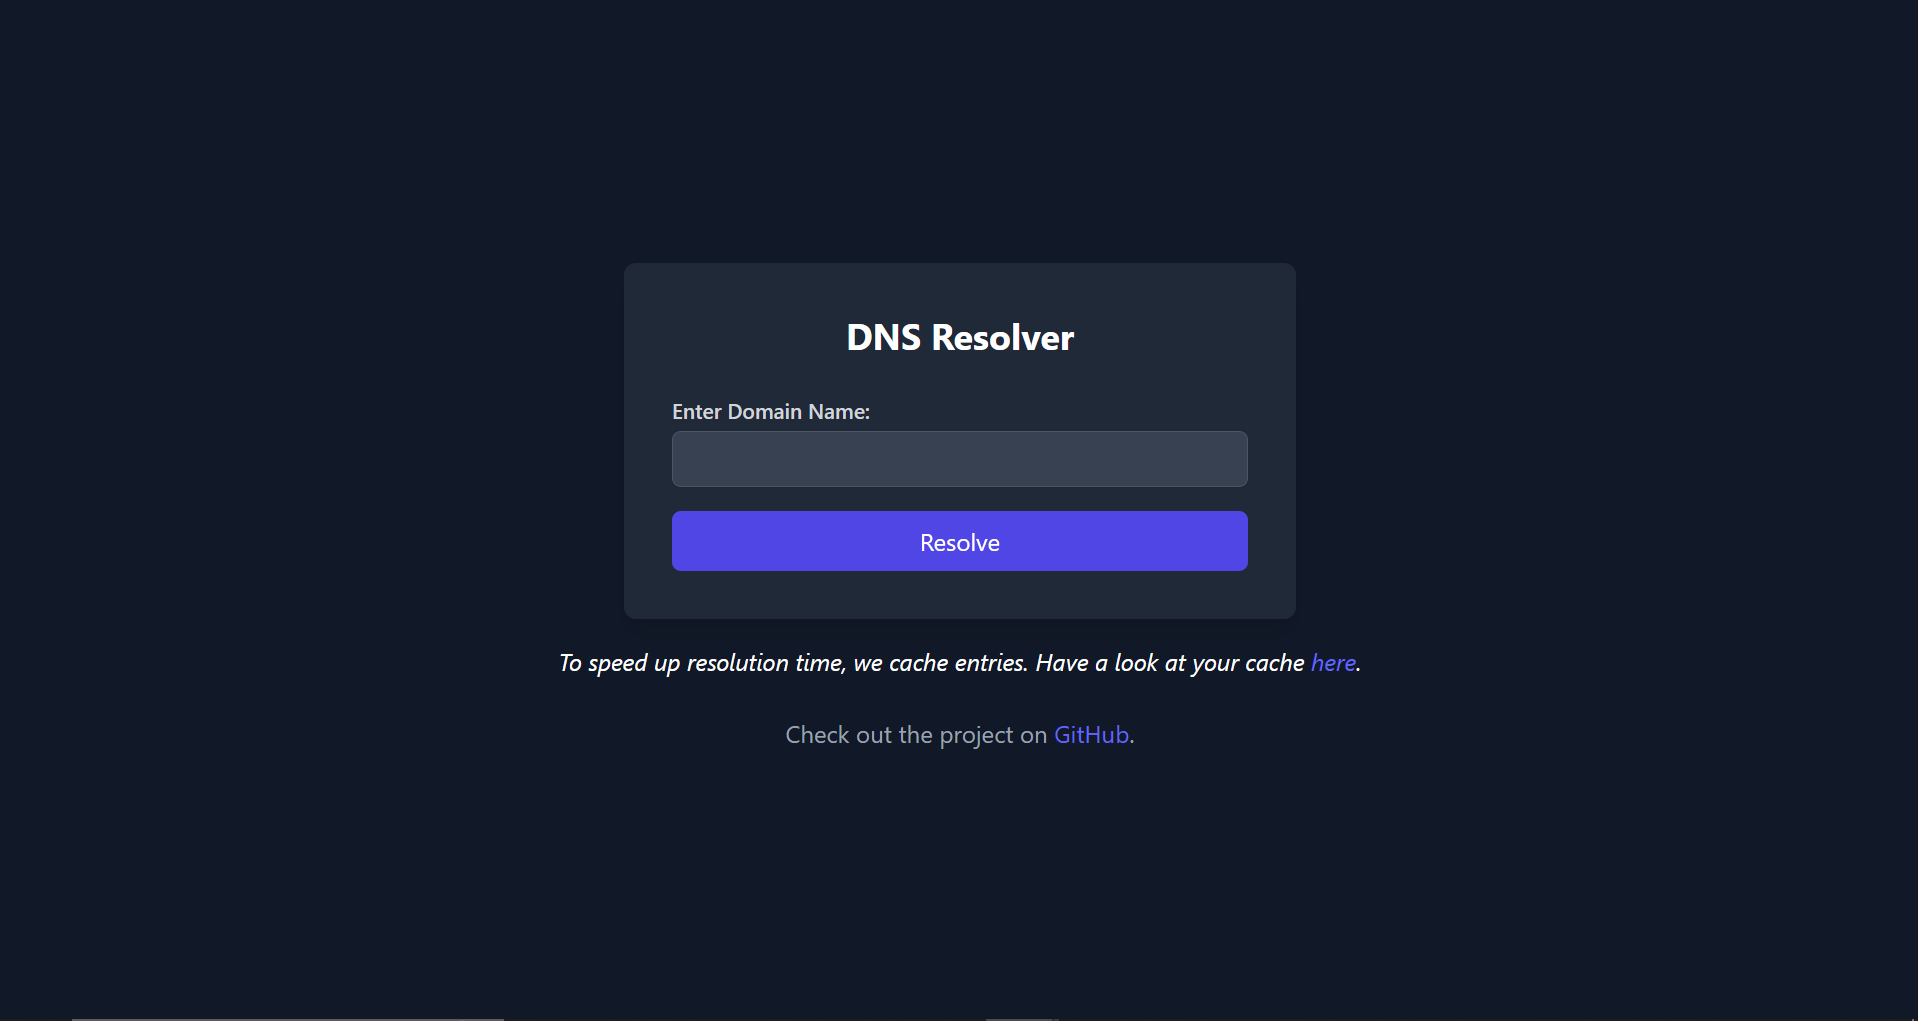 DNS Resolver
Enter Domain Name:
Resolve
To speed up resolution time, we cache entries. Have a look at your cache here.
Check out the project on GitHub.